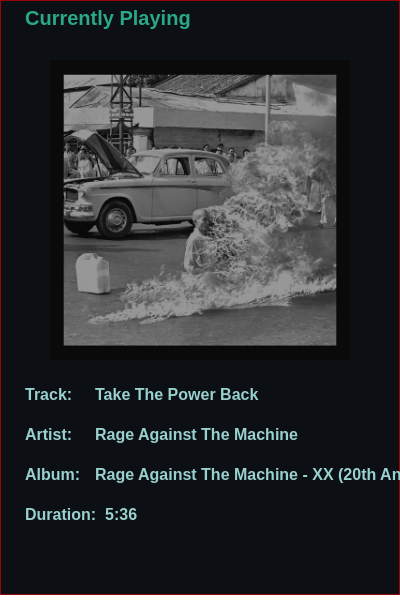 Currently Playing
Track: Take The Power Back
Artist: Rage Against The Machine
Album: Rage Against The Machine - XX (20th An
Duration: 5:36